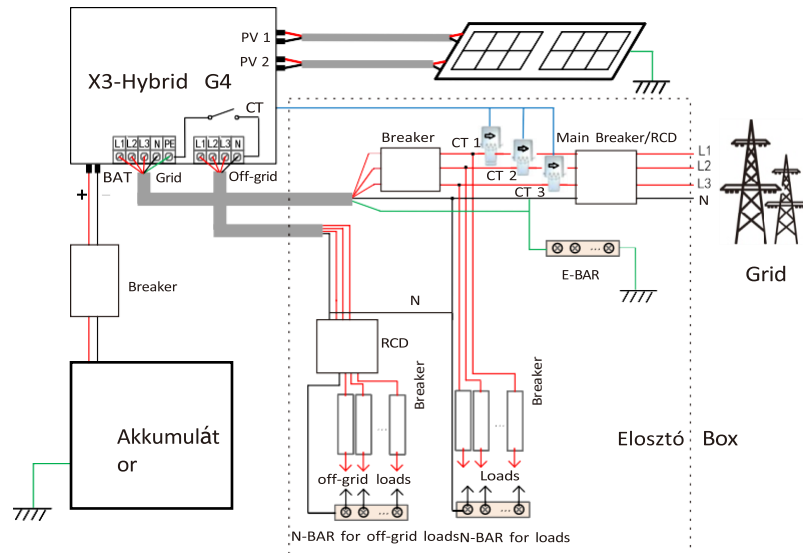 PV 1
PV 2
X3-Hybrid G4
CT
L1 L2 L3 N PE
L1 L2 L3 N
BAT
Grid
Off-grid
+
–
Breaker
CT 1
CT 2
CT 3
Main Breaker/RCD
L1
L2
L3
N
Grid
E-BAR
Breaker
N
RCD
Breaker
Breaker
...
...
Akkumulát
or
off-grid loads
Loads
Elosztó Box
...
...
N-BAR for off-grid loads
N-BAR for loads